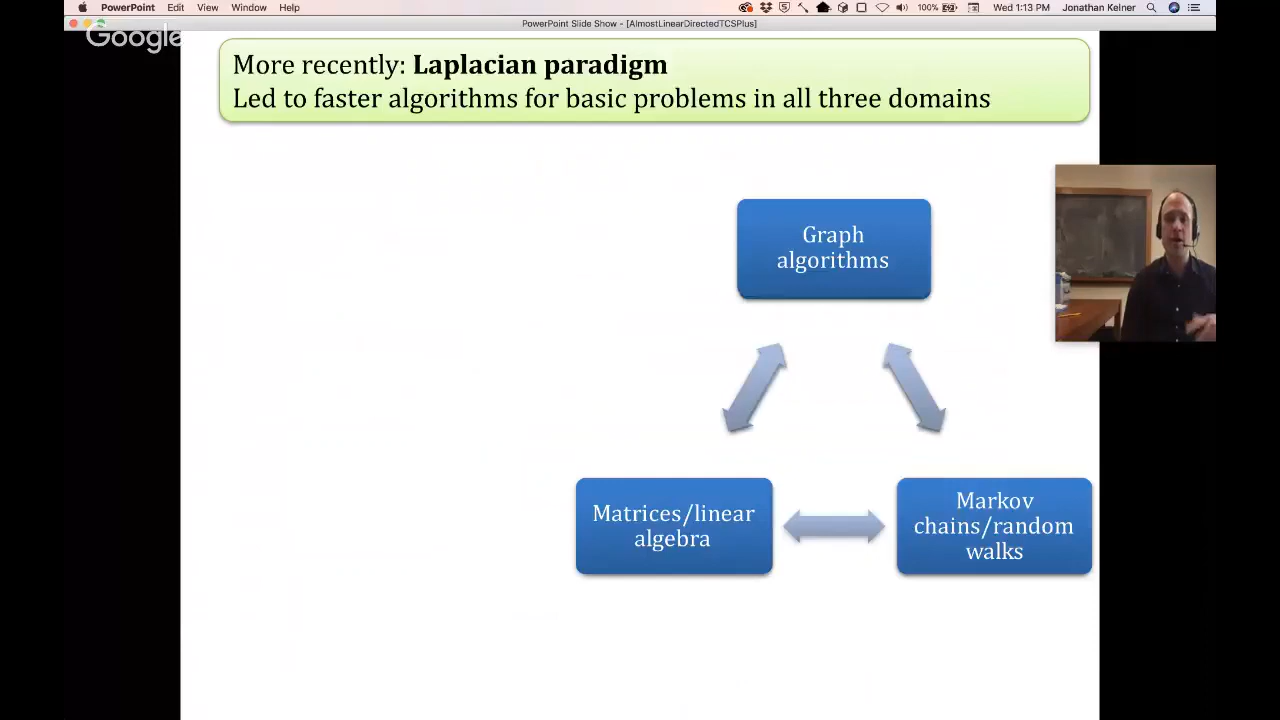 PowerPoint File Edit View Window Help 100% Wed 1:13 PM Jonathan Kelner
PowerPoint Slide Show - [AlmostLinearDirectedTCSPlus]
Google
More recently: Laplacian paradigm
Led to faster algorithms for basic problems in all three domains
Graph
algorithms
Matrices/linear
algebra
Markov
chains/random
walks